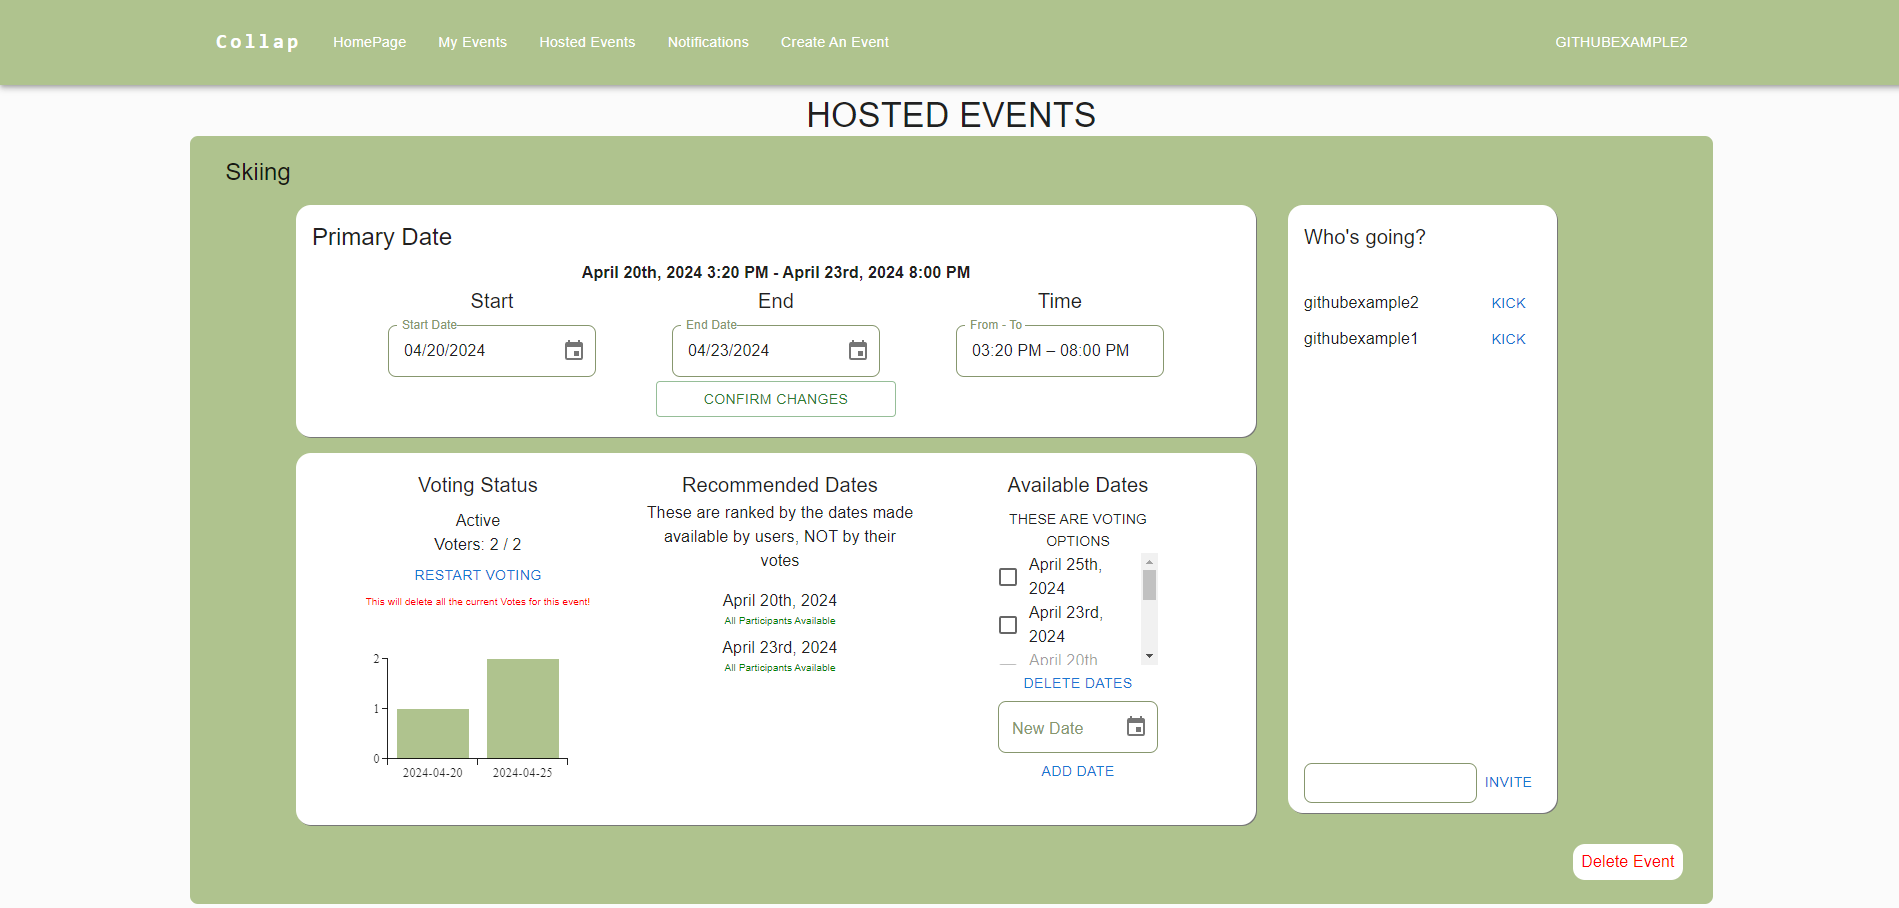 Collap HomePage My Events Hosted Events Notifications Create An Event GITHUBEXAMPLE2
HOSTED EVENTS
Skiing
Primary Date
April 20th, 2024 3:20 PM - April 23rd, 2024 8:00 PM
Start End Time
Start Date End Date From - To
04/20/2024 04/23/2024 03:20 PM – 08:00 PM
CONFIRM CHANGES
Voting Status
Active
Voters: 2 / 2
RESTART VOTING
This will delete all the current Votes for this event!
2
1
0
2024-04-20 2024-04-25
Recommended Dates
These are ranked by the dates made
available by users, NOT by their
votes
April 20th, 2024
All Participants Available
April 23rd, 2024
All Participants Available
Available Dates
THESE ARE VOTING
OPTIONS
April 25th,
2024
April 23rd,
2024
April 20th
DELETE DATES
New Date
ADD DATE
Who's going?
githubexample2 KICK
githubexample1 KICK
INVITE
Delete Event